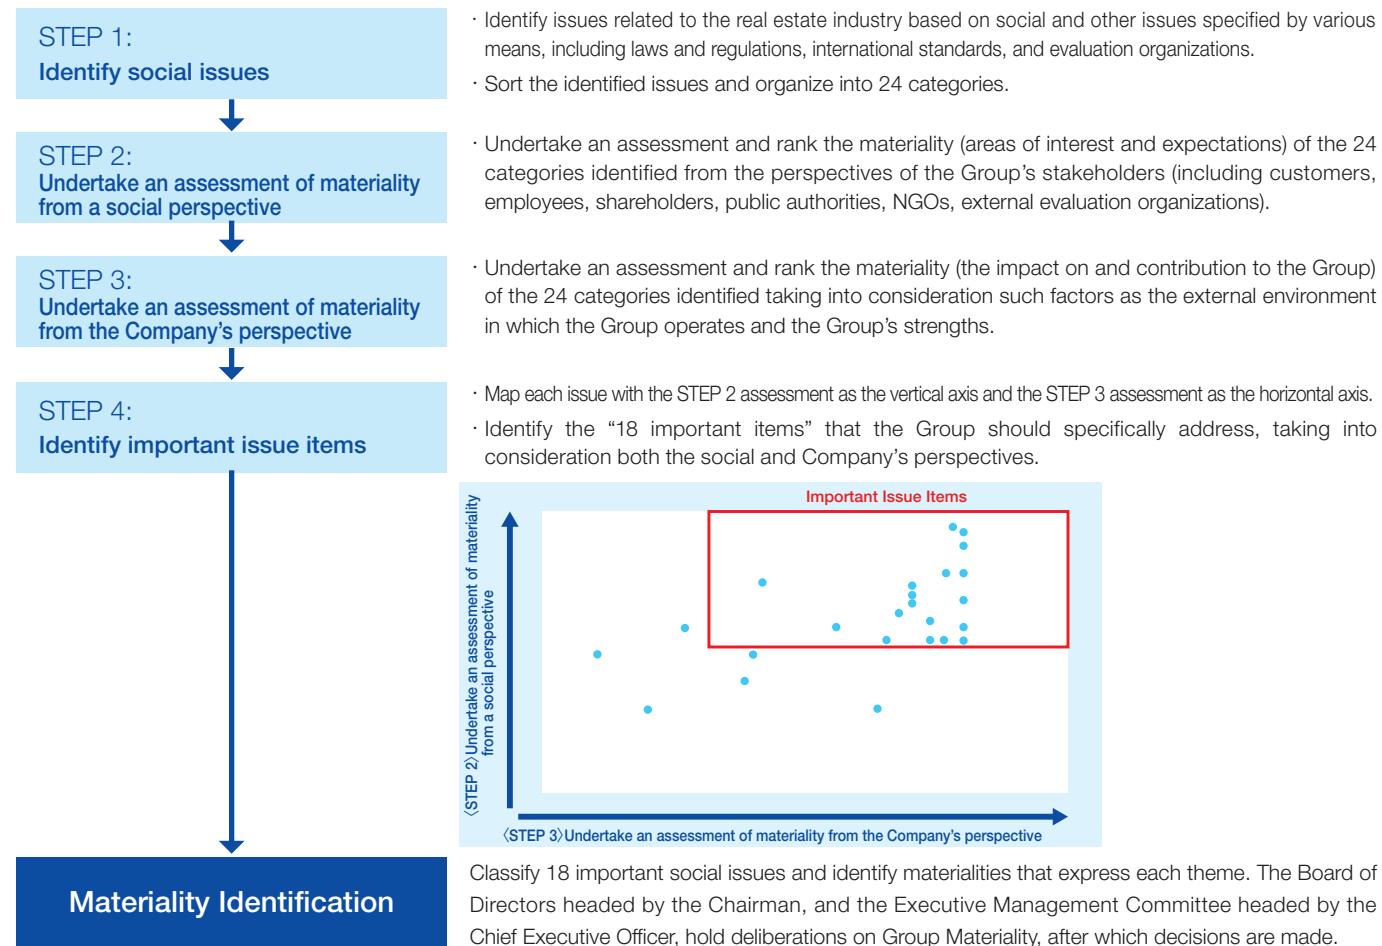 STEP 1:
Identify social issues
· Identify issues related to the real estate industry based on social and other issues specified by various
means, including laws and regulations, international standards, and evaluation organizations.
· Sort the identified issues and organize into 24 categories.
STEP 2:
Undertake an assessment of materiality
from a social perspective
· Undertake an assessment and rank the materiality (areas of interest and expectations) of the 24
categories identified from the perspectives of the Group’s stakeholders (including customers,
employees, shareholders, public authorities, NGOs, external evaluation organizations).
STEP 3:
Undertake an assessment of materiality
from the Company’s perspective
· Undertake an assessment and rank the materiality (the impact on and contribution to the Group)
of the 24 categories identified taking into consideration such factors as the external environment
in which the Group operates and the Group’s strengths.
STEP 4:
Identify important issue items
· Map each issue with the STEP 2 assessment as the vertical axis and the STEP 3 assessment as the horizontal axis.
· Identify the “18 important items” that the Group should specifically address, taking into
consideration both the social and Company’s perspectives.
Important Issue Items
〈STEP 2〉Undertake an assessment of materiality
from a social perspective
〈STEP 3〉Undertake an assessment of materiality from the Company’s perspective
Materiality Identification
Classify 18 important social issues and identify materialities that express each theme. The Board of
Directors headed by the Chairman, and the Executive Management Committee headed by the
Chief Executive Officer, hold deliberations on Group Materiality, after which decisions are made.